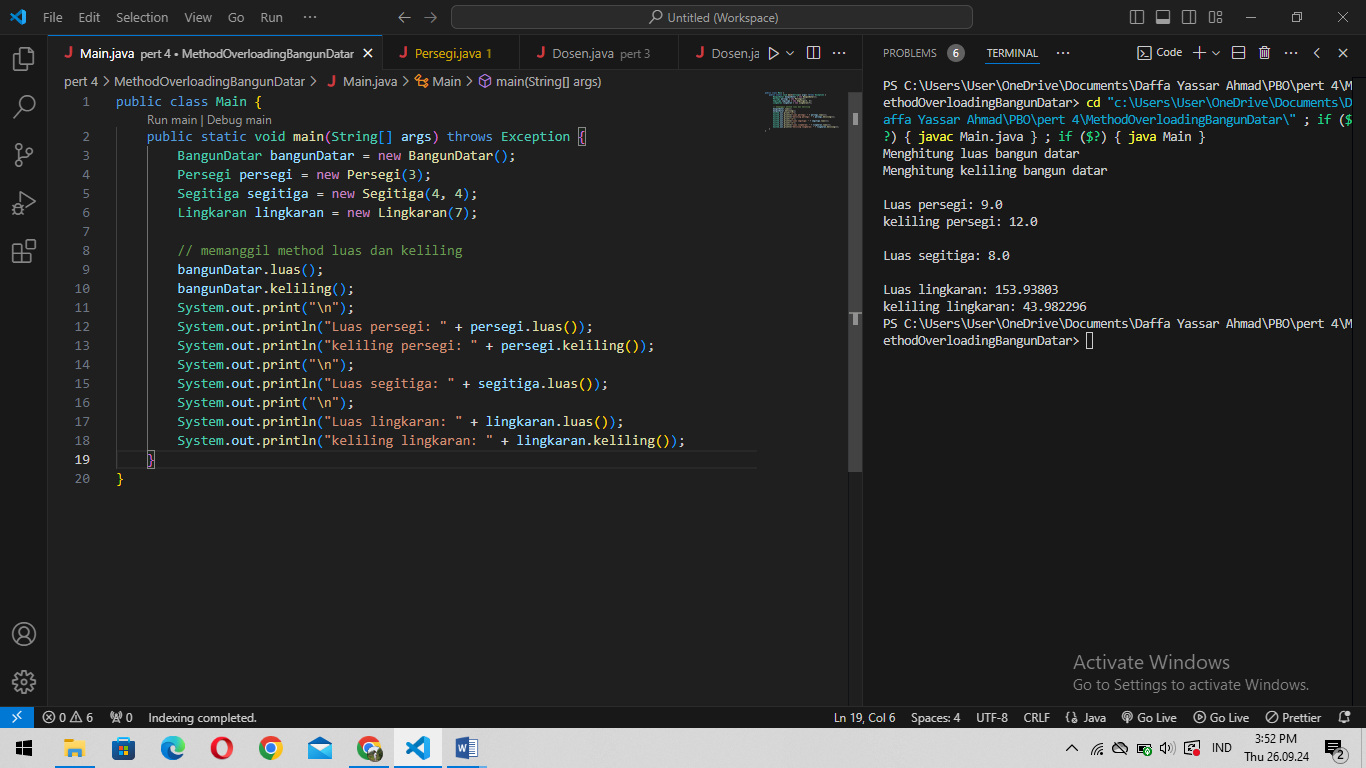 File Edit Selection View Go Run ···
Untitled (Workspace)
Main.java pert 4 • MethodOverloadingBangunDatar
Persegi.java 1
Dosen.java pert 3
Dosen.ja
pert 4 > MethodOverloadingBangunDatar > Main.java > Main > main(String[] args)
1 public class Main {
Run main | Debug main
2 public static void main(String[] args) throws Exception {
3 BangunDatar bangunDatar = new BangunDatar();
4 Persegi persegi = new Persegi(3);
5 Segitiga segitiga = new Segitiga(4, 4);
6 Lingkaran lingkaran = new Lingkaran(7);
7
8 // memanggil method luas dan keliling
9 bangunDatar.luas();
10 bangunDatar.keliling();
11 System.out.print("\n");
12 System.out.println("Luas persegi: " + persegi.luas());
13 System.out.println("keliling persegi: " + persegi.keliling());
14 System.out.print("\n");
15 System.out.println("Luas segitiga: " + segitiga.luas());
16 System.out.print("\n");
17 System.out.println("Luas lingkaran: " + lingkaran.luas());
18 System.out.println("keliling lingkaran: " + lingkaran.keliling());
19 }
20 }
PROBLEMS 6 TERMINAL ··· Code
PS C:\Users\User\OneDrive\Documents\Daffa Yassar Ahmad\PBO\pert 4\M
ethodOverloadingBangunDatar> cd "c:\Users\User\OneDrive\Documents\D
affa Yassar Ahmad\PBO\pert 4\MethodOverloadingBangunDatar\" ; if ($
?) { javac Main.java } ; if ($?) { java Main }
Menghitung luas bangun datar
Menghitung keliling bangun datar
Luas persegi: 9.0
keliling persegi: 12.0
Luas segitiga: 8.0
Luas lingkaran: 153.93803
keliling lingkaran: 43.982296
PS C:\Users\User\OneDrive\Documents\Daffa Yassar Ahmad\PBO\pert 4\M
ethodOverloadingBangunDatar>
Activate Windows
Go to Settings to activate Windows.
0 6 0 Indexing completed.
Ln 19, Col 6 Spaces: 4 UTF-8 CRLF Java Go Live Go Live Prettier
IND
3:52 PM
Thu 26.09.24
2